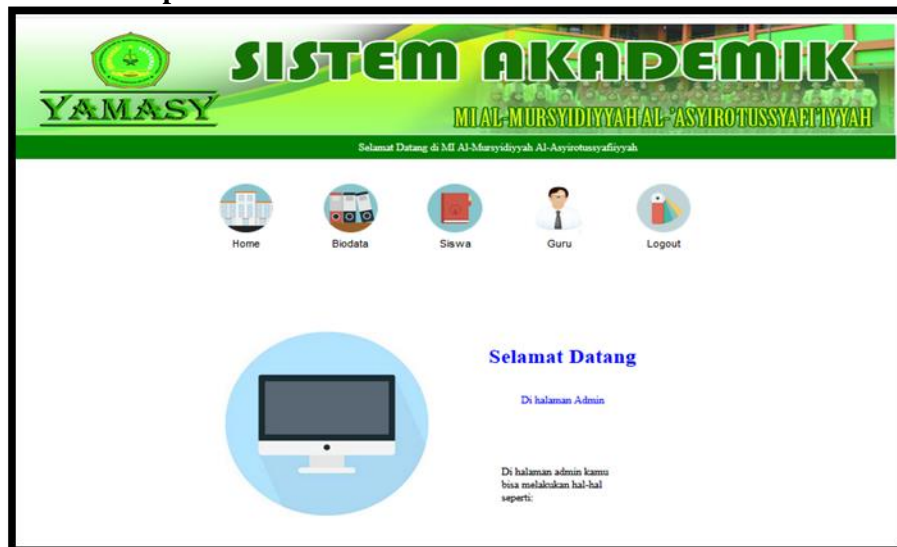 SISTEM AKADEMIK
YAMASY
MI AL-MURSYIDIYYAH AL-'ASYIROTUSSYAFI'IYYAH
Selamat Datang di MI Al-Mursyidiyyah Al-Asyirotussyafiiyyah
Home Biodata Siswa Guru Logout
Selamat Datang
Di halaman Admin
Di halaman admin kamu
bisa melakukan hal-hal
seperti: